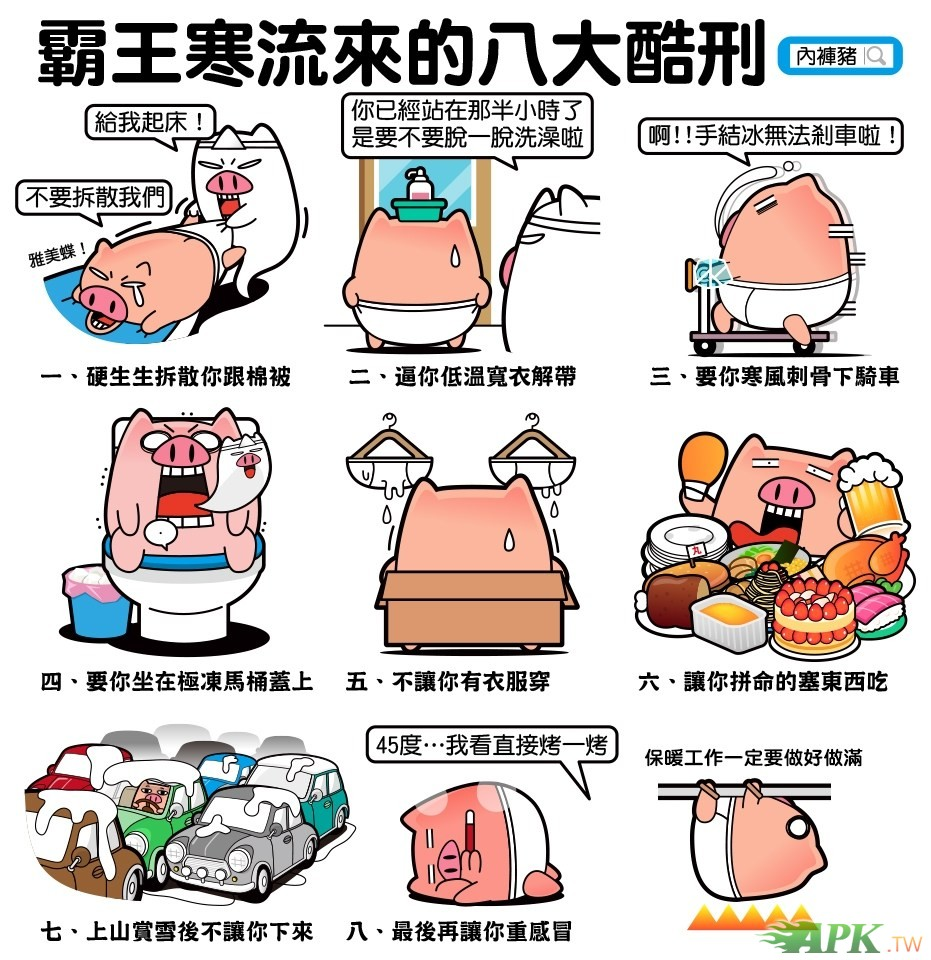 霸王寒流來的八大酷刑
內褲豬
給我起床！
不要拆散我們
雅美蝶！
你已經站在那半小時了
是要不要脫一脫洗澡啦
啊!!手結冰無法剎車啦！
一、硬生生拆散你跟棉被
二、逼你低溫寬衣解帶
三、要你寒風刺骨下騎車
丸
四、要你坐在極凍馬桶蓋上
五、不讓你有衣服穿
六、讓你拼命的塞東西吃
45度…我看直接烤一烤
保暖工作一定要做好做滿
七、上山賞雪後不讓你下來
八、最後再讓你重感冒
APK.TW